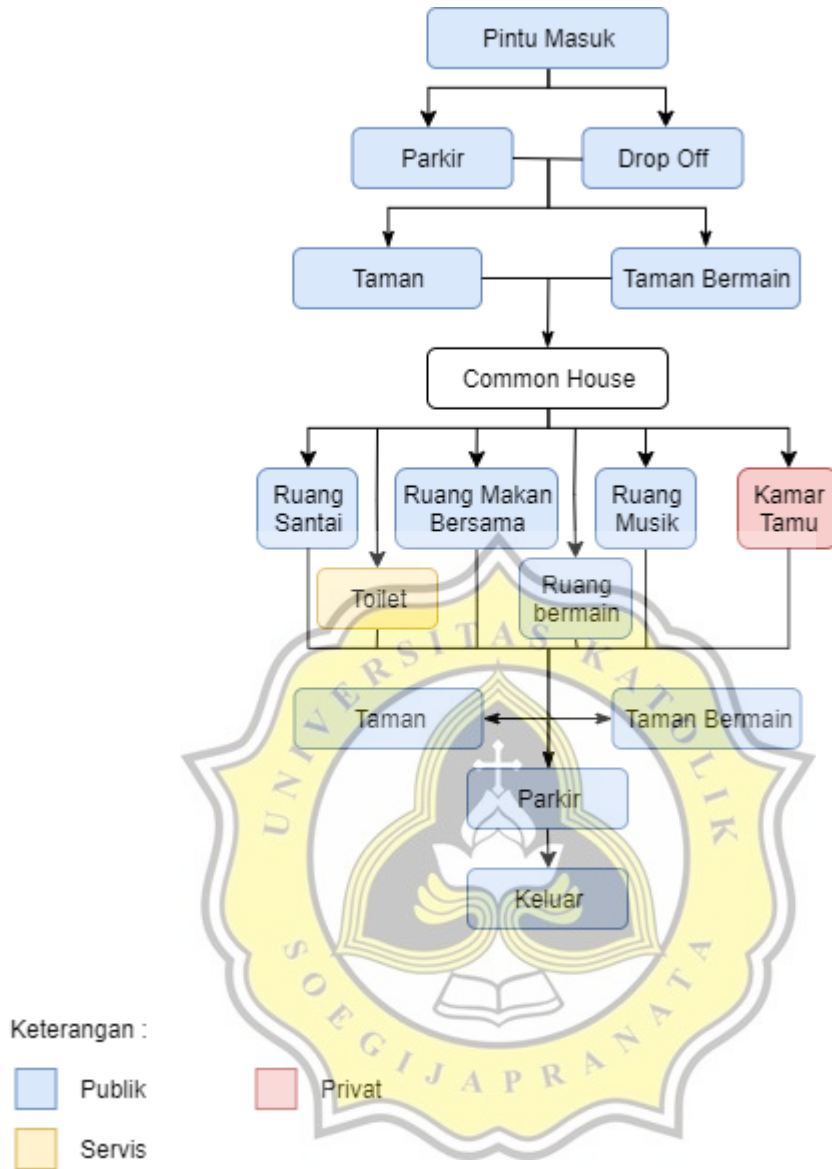 Pintu Masuk
Parkir
Drop Off
Taman
Taman Bermain
Common House
Ruang
Santai
Ruang Makan
Bersama
Ruang
Musik
Kamar
Tamu
Toilet
Ruang
bermain
Taman
Taman Bermain
Parkir
Keluar
UNIVERSITAS KATOLIK
SOEGIJAPRANATA
Keterangan :
Publik
Privat
Servis